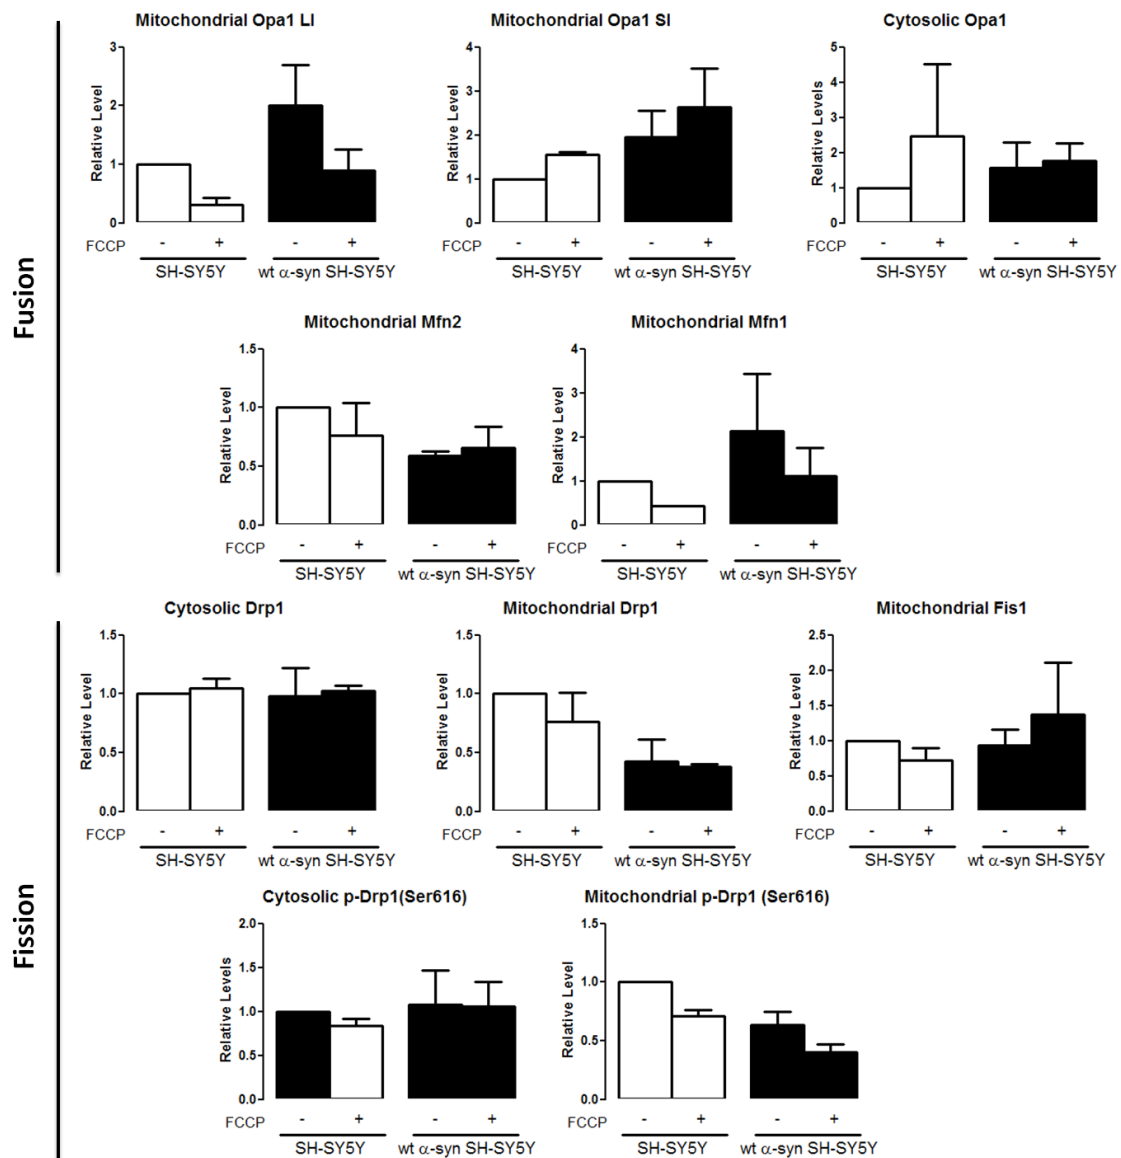 Fusion
Mitochondrial Opa1 LI
Relative Level
3
2
1
0
FCCP - + - +
SH-SY5Y wt α-syn SH-SY5Y
Mitochondrial Opa1 SI
Relative Level
4
3
2
1
0
FCCP - + - +
SH-SY5Y wt α-syn SH-SY5Y
Cytosolic Opa1
Relative Levels
5
4
3
2
1
0
FCCP - + - +
SH-SY5Y wt α-syn SH-SY5Y
Mitochondrial Mfn2
Relative Level
1.5
1.0
0.5
0.0
FCCP - + - +
SH-SY5Y wt α-syn SH-SY5Y
Mitochondrial Mfn1
Relative Level
4
3
2
1
0
FCCP - + - +
SH-SY5Y wt α-syn SH-SY5Y
Fission
Cytosolic Drp1
Relative Level
1.5
1.0
0.5
0.0
FCCP - + - +
SH-SY5Y wt α-syn SH-SY5Y
Mitochondrial Drp1
Relative Level
1.5
1.0
0.5
0.0
FCCP - + - +
SH-SY5Y wt α-syn SH-SY5Y
Mitochondrial Fis1
Relative Level
2.5
2.0
1.5
1.0
0.5
0.0
FCCP - + - +
SH-SY5Y wt α-syn SH-SY5Y
Cytosolic p-Drp1(Ser616)
Relative Levels
2.0
1.5
1.0
0.5
0.0
FCCP - + - +
SH-SY5Y wt α-syn SH-SY5Y
Mitochondrial p-Drp1 (Ser616)
Relative Level
1.5
1.0
0.5
0.0
FCCP - + - +
SH-SY5Y wt α-syn SH-SY5Y